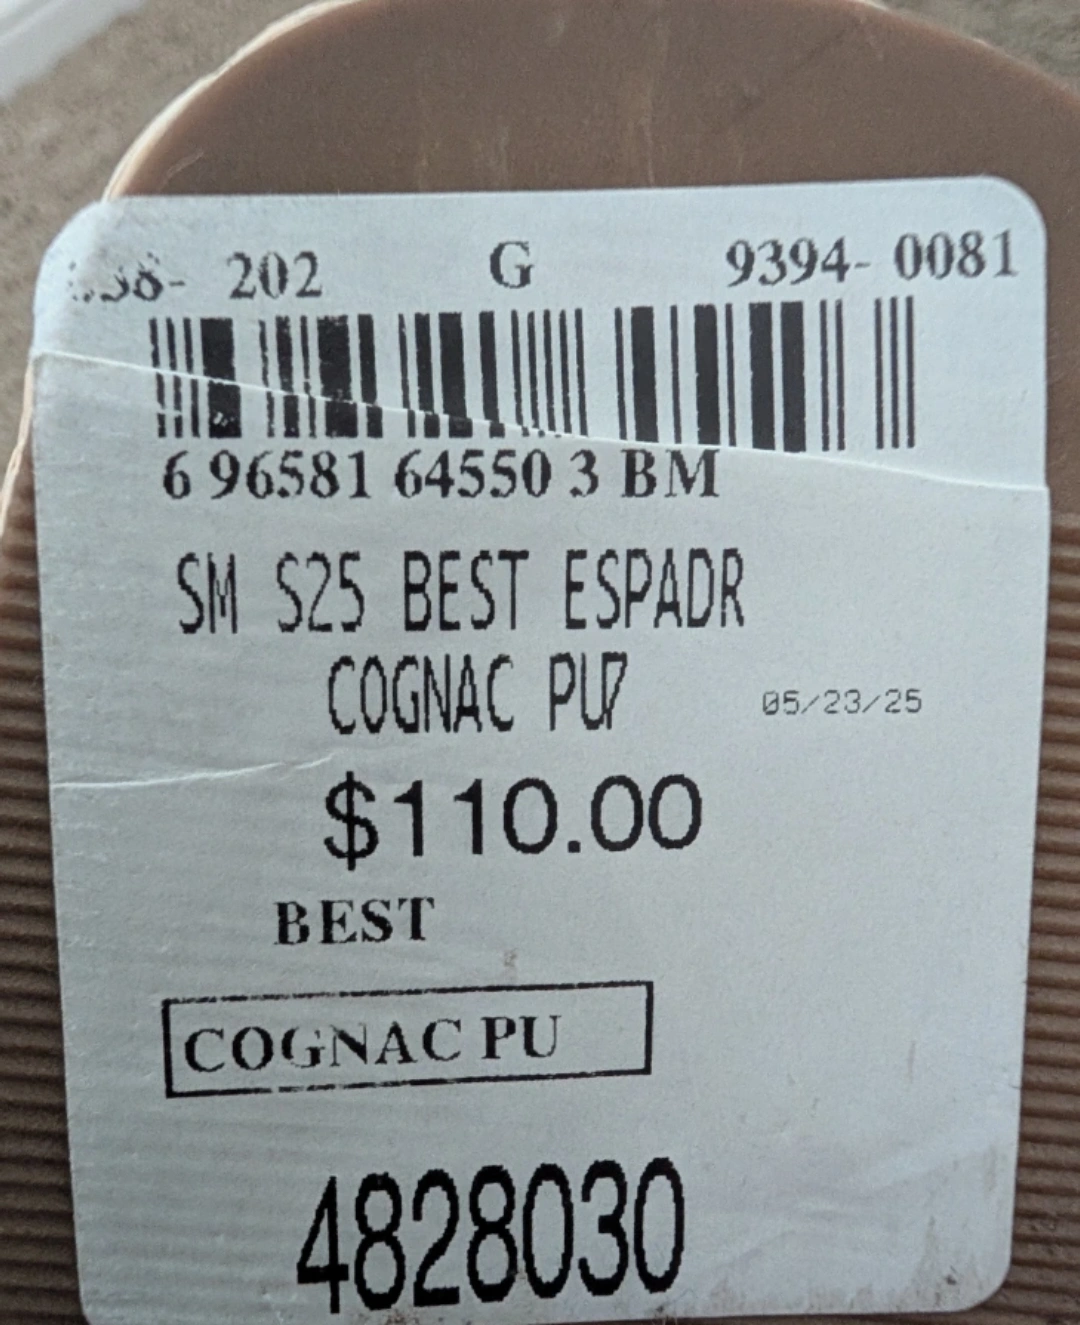 202 G 9394- 0081
6 96581 64550 3 BM
SM S25 BEST ESPADR
COGNAC PU7 05/23/25
$110.00
BEST
COGNAC PU
4828030